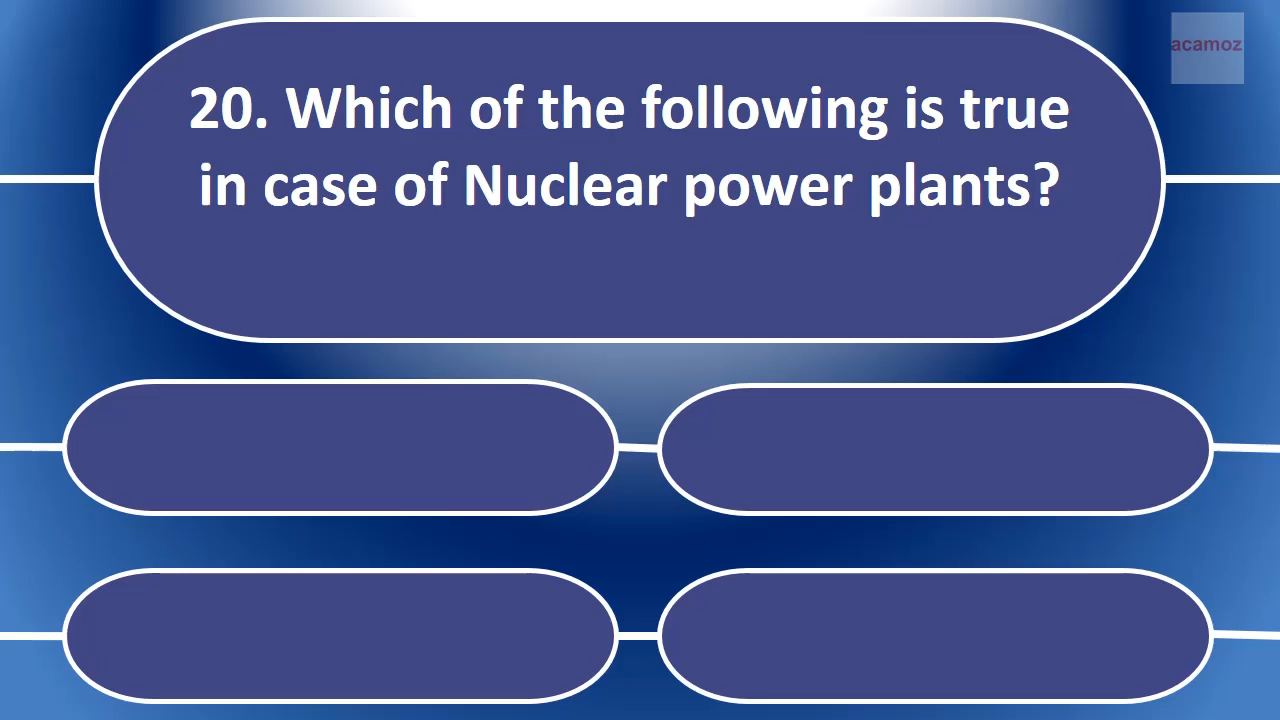 acamoz
20. Which of the following is true
in case of Nuclear power plants?